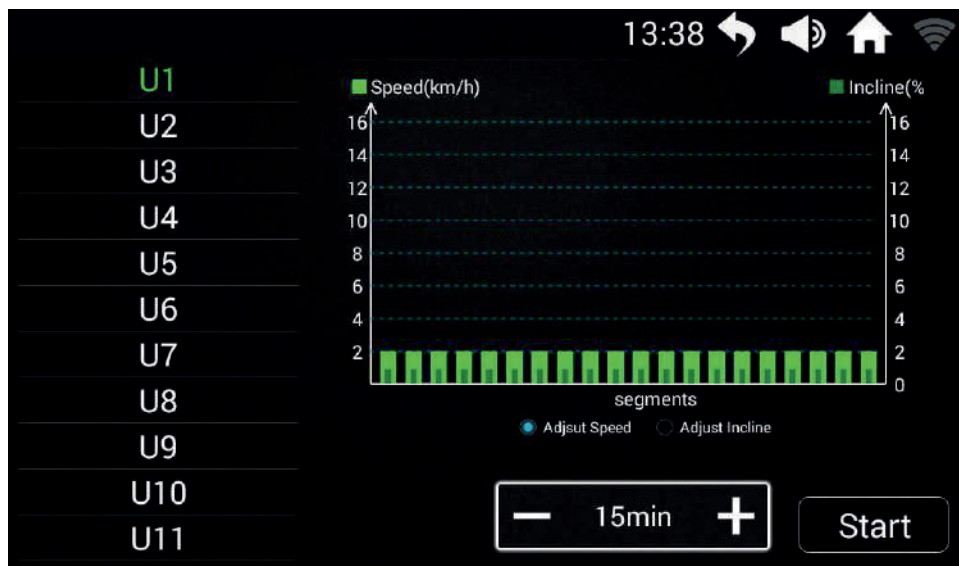 13:38
U1
U2
U3
U4
U5
U6
U7
U8
U9
U10
U11
Speed(km/h)
Incline(%
16
14
12
10
8
6
4
2
16
14
12
10
8
6
4
2
0
segments
Adjsut Speed
Adjust Incline
15min
Start